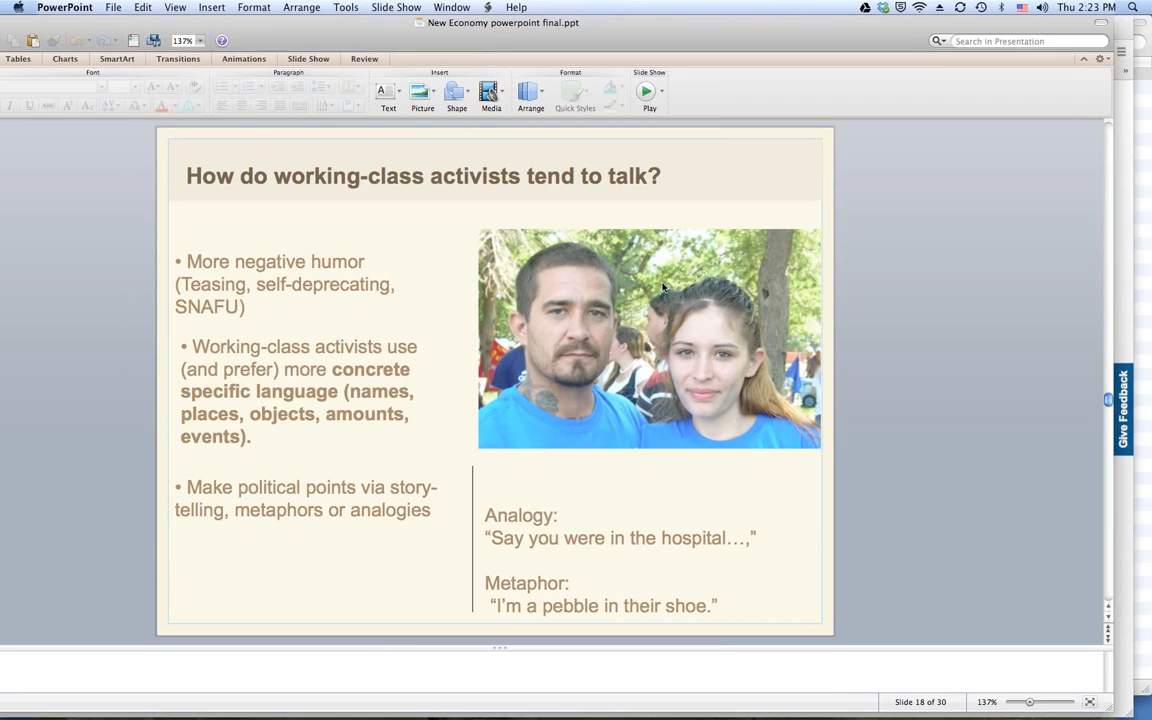 PowerPoint File Edit View Insert Format Arrange Tools Slide Show Window Help Thu 2:23 PM
New Economy powerpoint final.ppt
137% Search in Presentation
Tables Charts SmartArt Transitions Animations Slide Show Review
Font Paragraph Insert Format Slide Show
Text Picture Shape Media Arrange Quick Styles Play
How do working-class activists tend to talk?
• More negative humor
(Teasing, self-deprecating,
SNAFU)
• Working-class activists use
(and prefer) more concrete
specific language (names,
places, objects, amounts,
events).
• Make political points via story-
telling, metaphors or analogies
Analogy:
“Say you were in the hospital…,”
Metaphor:
“I’m a pebble in their shoe.”
Give Feedback
Slide 18 of 30 137%